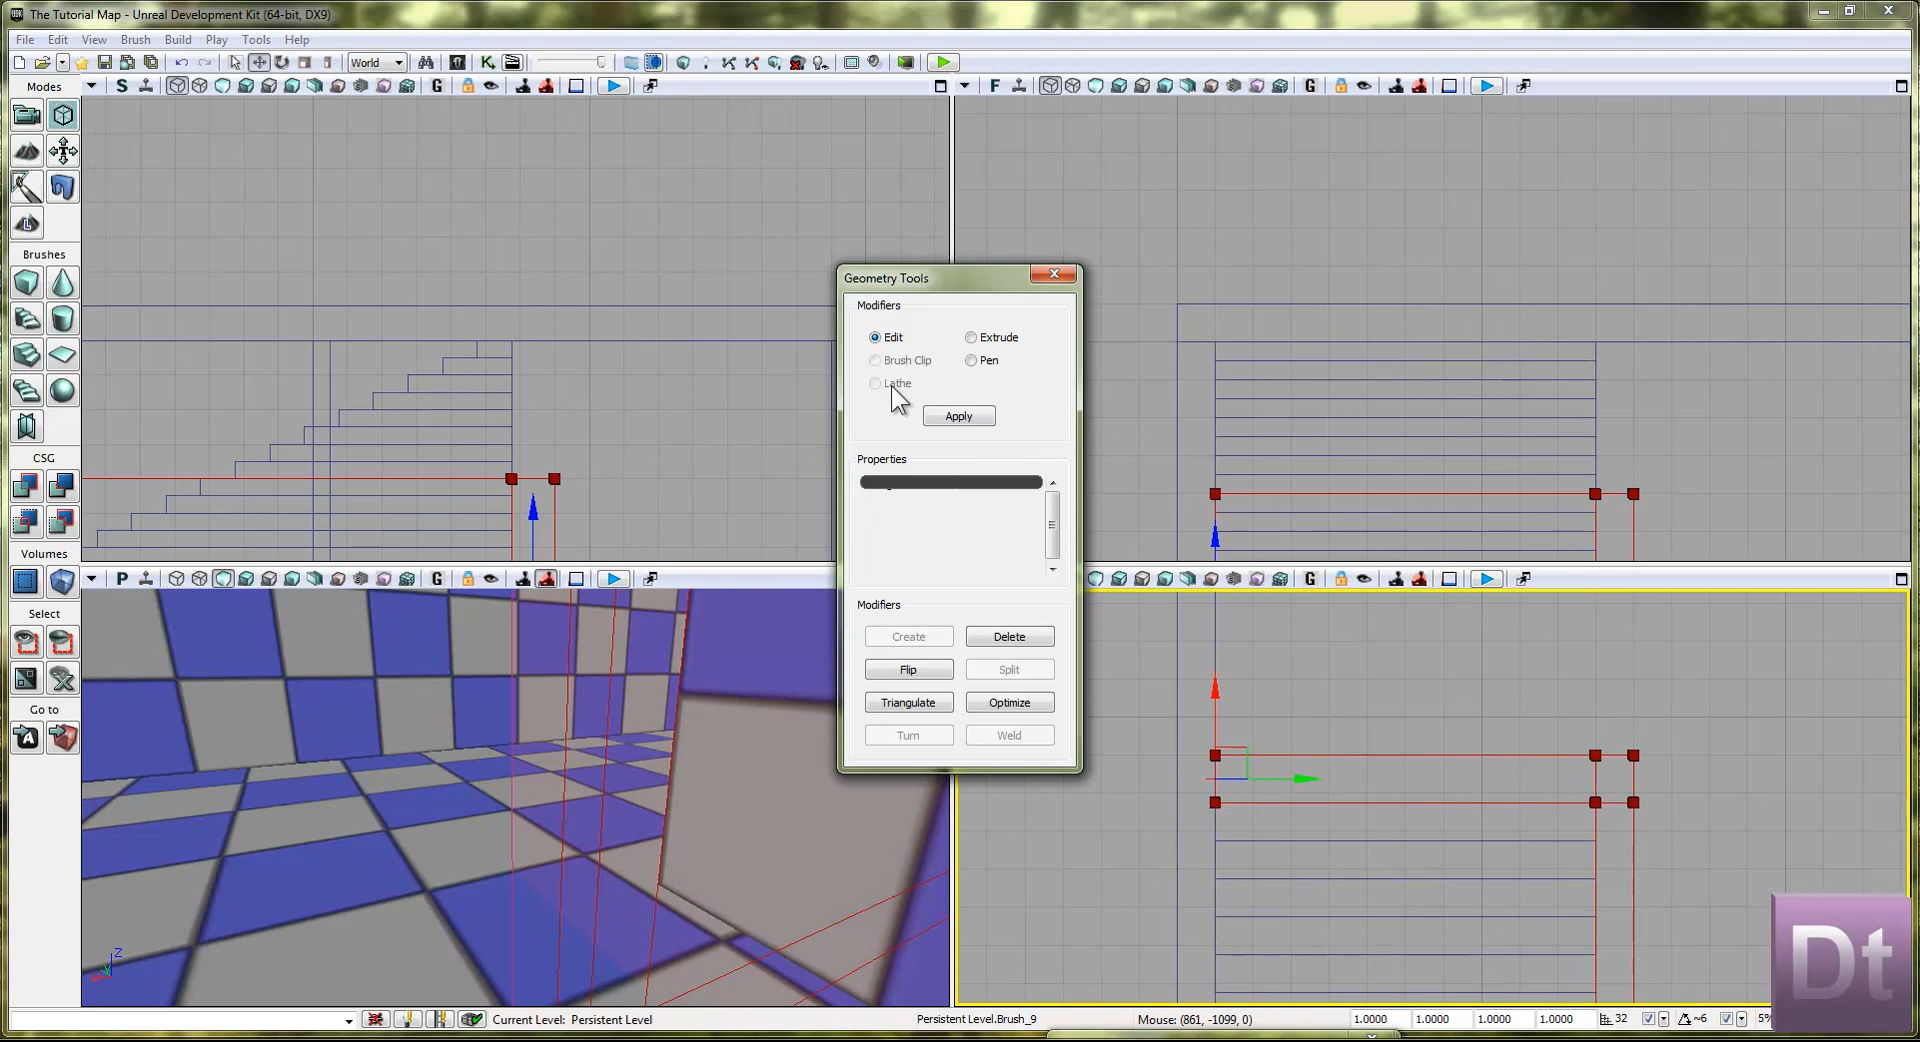 The Tutorial Map - Unreal Development Kit (64-bit, DX9)
File Edit View Brush Build Play Tools Help
World
Modes
S G
F G
Brushes
CSG
Volumes
Select
Go to
P G
G
Z
Geometry Tools
Modifiers
Edit Extrude
Brush Clip Pen
Lathe
Apply
Properties
Modifiers
Create Delete
Flip Split
Triangulate Optimize
Turn Weld
Dt
Current Level: Persistent Level Persistent Level.Brush_9 Mouse: (861, -1099, 0) 1.0000 1.0000 1.0000 1.0000 32 ~6 5%